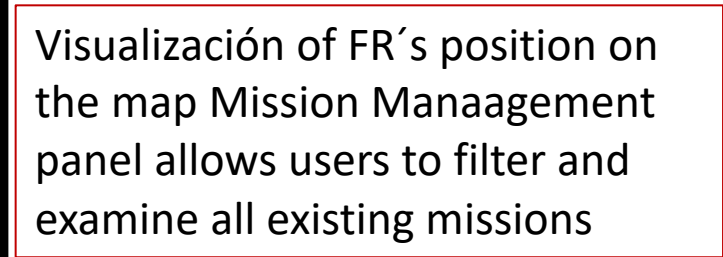 Visualización of FR´s position on
the map Mission Manaagement
panel allows users to filter and
examine all existing missions